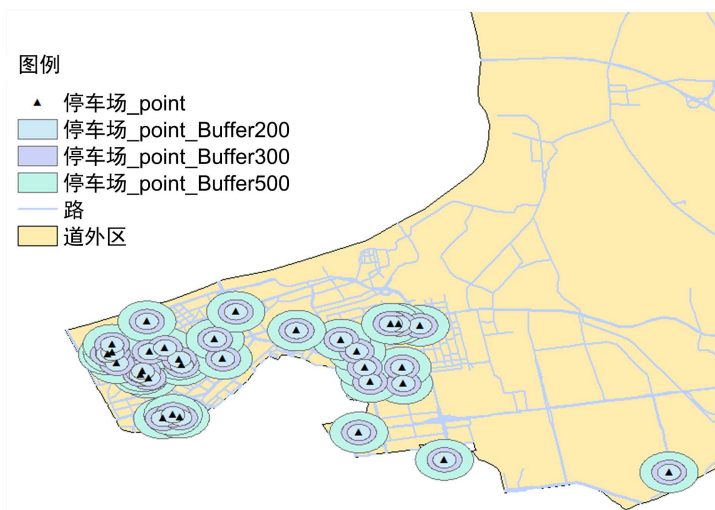 图例
停车场_point
停车场_point_Buffer200
停车场_point_Buffer300
停车场_point_Buffer500
路
道外区